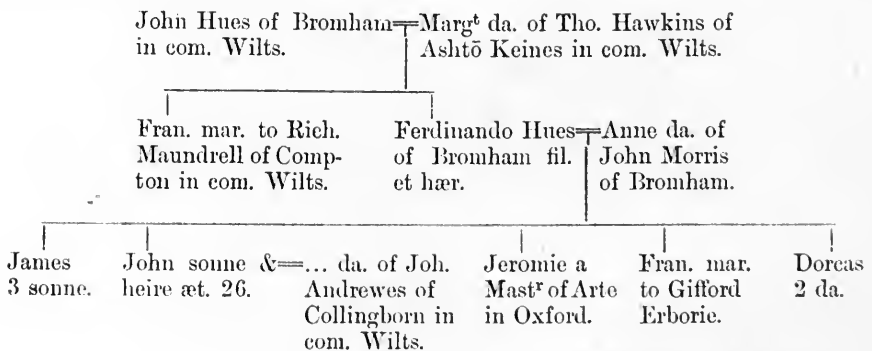 John Hues of Bromham
in com. Wilts.
Margᵗ da. of Tho. Hawkins of
Ashtō Keines in com. Wilts.
Fran. mar. to Rich.
Maundrell of Comp-
ton in com. Wilts.
Ferdinando Hues
of Bromham fil.
et hær.
Anne da. of
John Morris
of Bromham.
James
3 sonne.
John sonne &
heire æt. 26.
... da. of Joh.
Andrewes of
Collingborn in
com. Wilts.
Jeromie a
Mastʳ of Arte
in Oxford.
Fran. mar.
to Gifford
Erborie.
Dorcas
2 da.